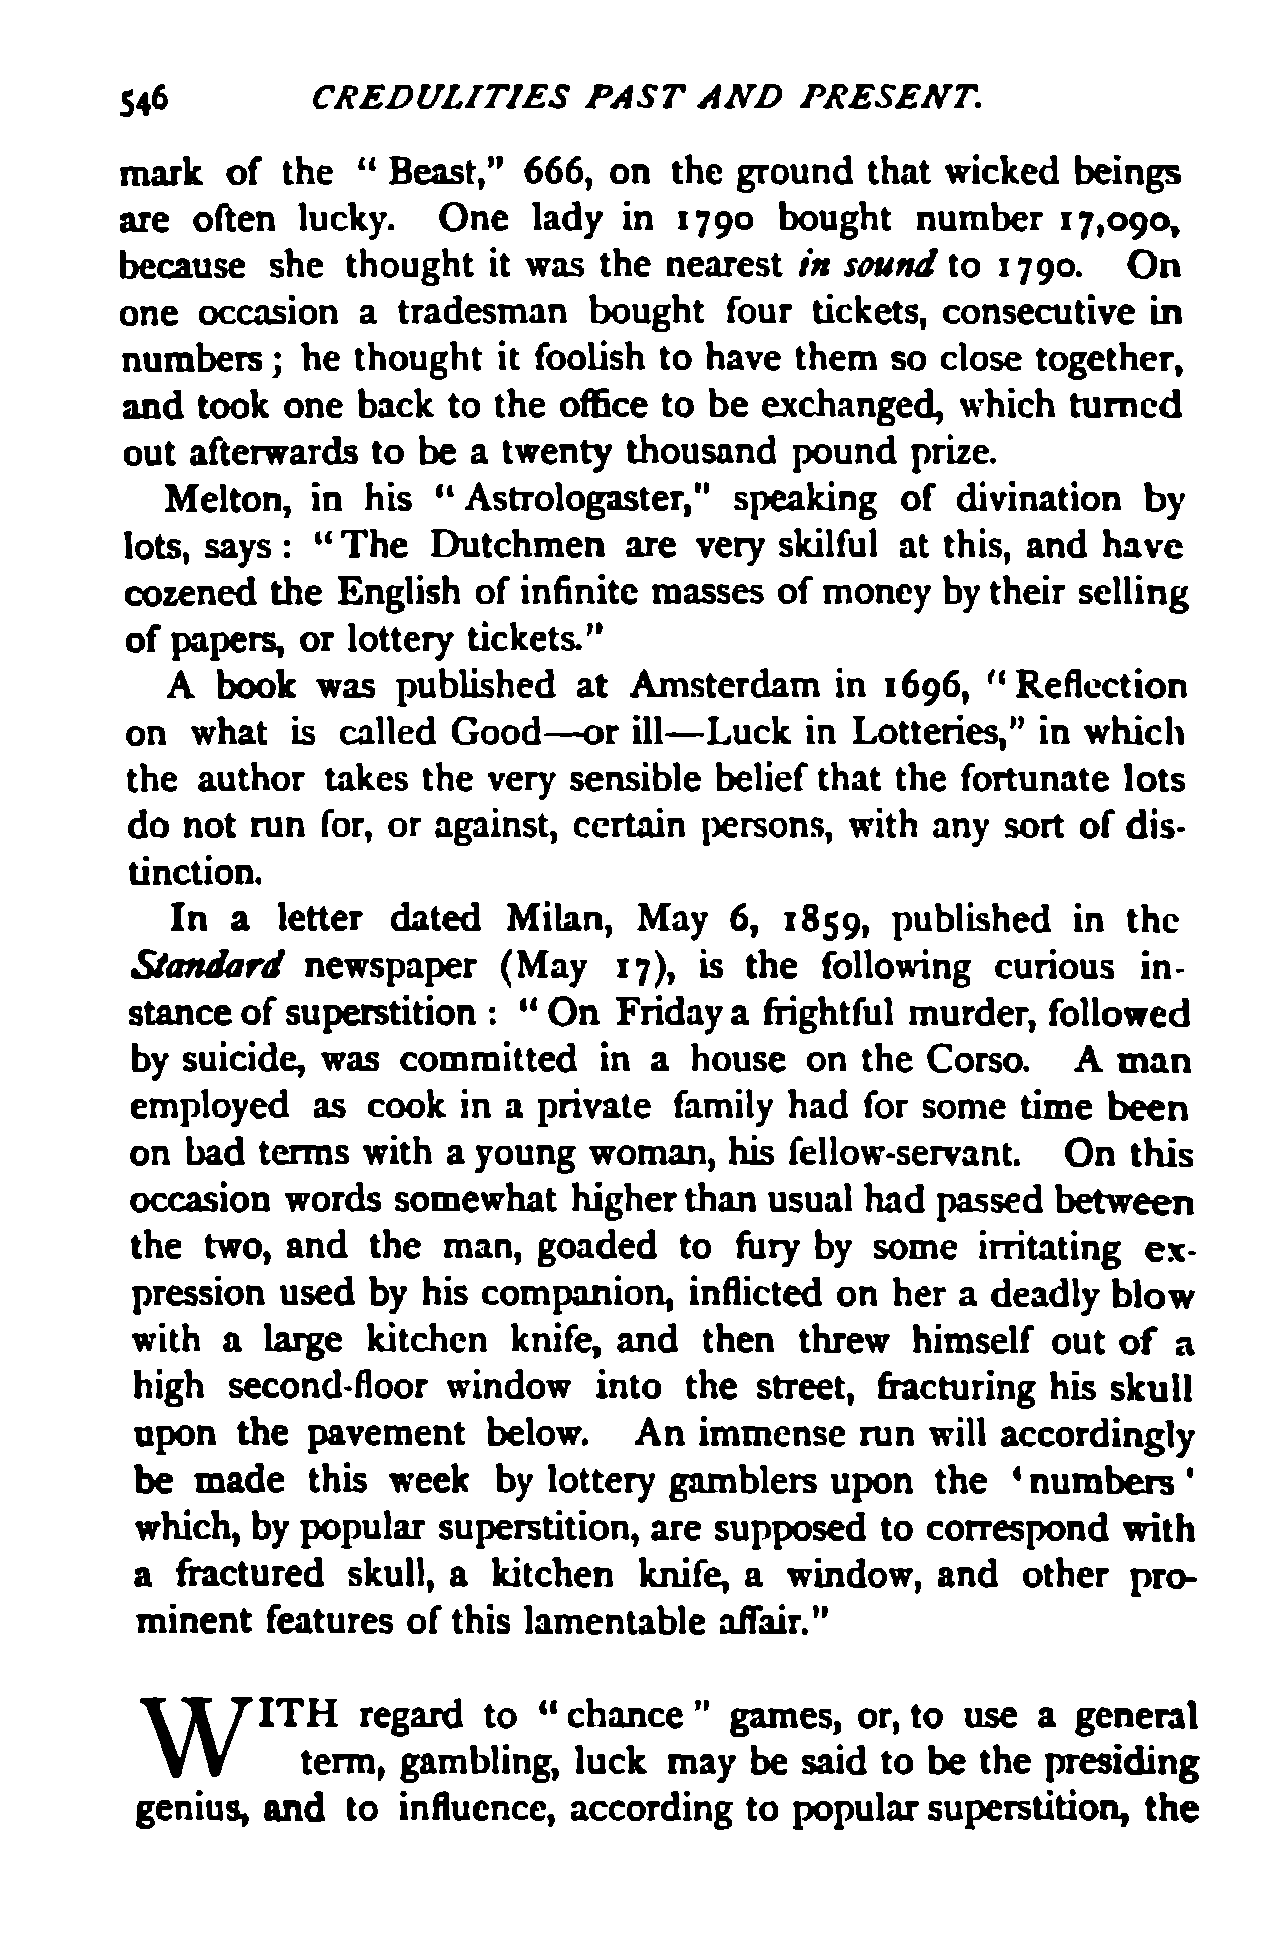 546 CREDULITIES PAST AND PRESENT.
mark of the " Beast," 666, on the ground that wicked beings
are often lucky. One lady in 1790 bought number 17,090,
because she thought it was the nearest in sound to 1790. On
one occasion a tradesman bought four tickets, consecutive in
numbers ; he thought it foolish to have them so close together,
and took one back to the office to be exchanged, which turned
out afterwards to be a twenty thousand pound prize.
Melton, in his " Astrologaster," speaking of divination by
lots, says : " The Dutchmen are very skilful at this, and have
cozened the English of infinite masses of money by their selling
of papers, or lottery tickets."
A book was published at Amsterdam in 1696, " Reflection
on what is called Good—or ill—Luck in Lotteries," in which
the author takes the very sensible belief that the fortunate lots
do not run for, or against, certain persons, with any sort of dis-
tinction.
In a letter dated Milan, May 6, 1859, published in the
Standard newspaper (May 17), is the following curious in-
stance of superstition : " On Friday a frightful murder, followed
by suicide, was committed in a house on the Corso. A man
employed as cook in a private family had for some time been
on bad terms with a young woman, his fellow-servant. On this
occasion words somewhat higher than usual had passed between
the two, and the man, goaded to fury by some irritating ex-
pression used by his companion, inflicted on her a deadly blow
with a large kitchen knife, and then threw himself out of a
high second-floor window into the street, fracturing his skull
upon the pavement below. An immense run will accordingly
be made this week by lottery gamblers upon the ' numbers '
which, by popular superstition, are supposed to correspond with
a fractured skull, a kitchen knife, a window, and other pro-
minent features of this lamentable affair."
WITH regard to " chance " games, or, to use a general
term, gambling, luck may be said to be the presiding
genius, and to influence, according to popular superstition, the